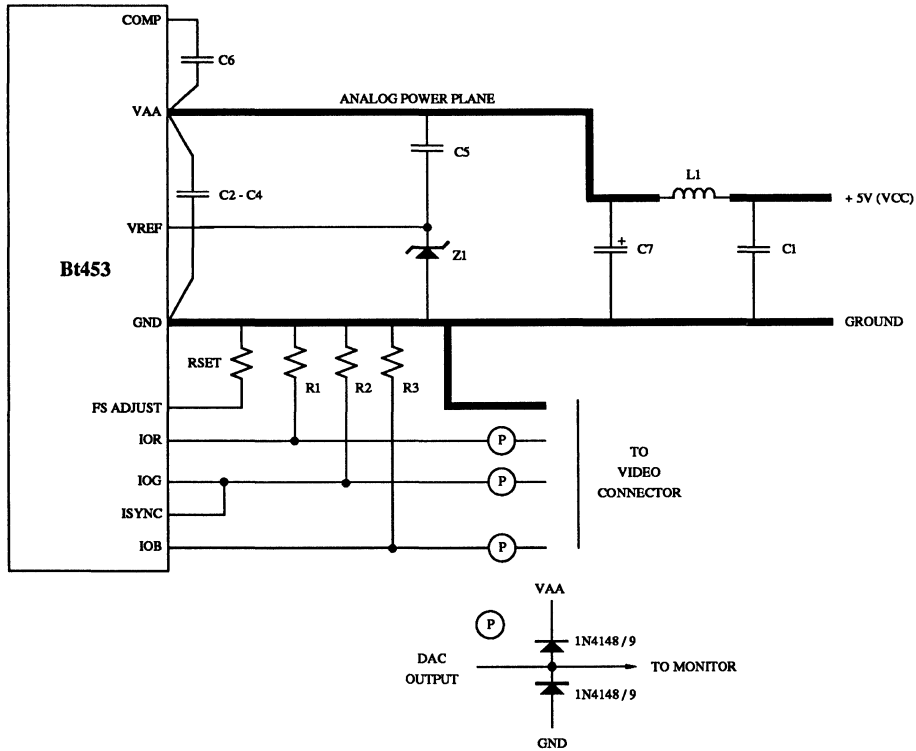 COMP
C6
ANALOG POWER PLANE
VAA
C5
L1
C2 - C4
+ 5V (VCC)
VREF
+
C7
C1
Z1
Bt453
GND
GROUND
RSET
R1
R2
R3
FS ADJUST
IOR
P
TO
VIDEO
CONNECTOR
IOG
P
ISYNC
IOB
P
VAA
P
1N4148 / 9
DAC
OUTPUT
TO MONITOR
1N4148 / 9
GND